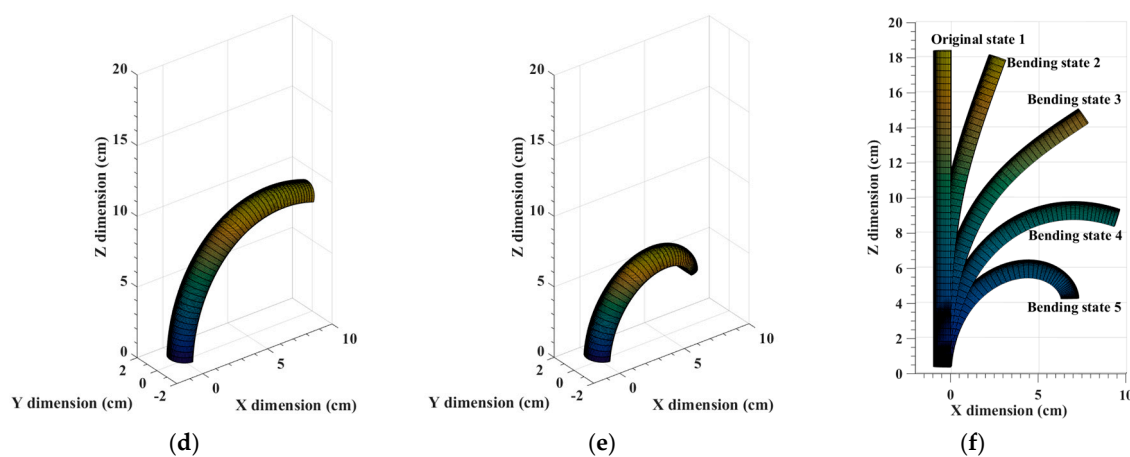 20
15
10
5
0
Z dimension (cm)
2
0
-2
Y dimension (cm)
0
5
10
X dimension (cm)
(d)
20
15
10
5
0
Z dimension (cm)
2
0
-2
Y dimension (cm)
0
5
10
X dimension (cm)
(e)
20
18
16
14
12
10
8
6
4
2
0
Z dimension (cm)
Original state 1
Bending state 2
Bending state 3
Bending state 4
Bending state 5
0
5
10
X dimension (cm)
(f)